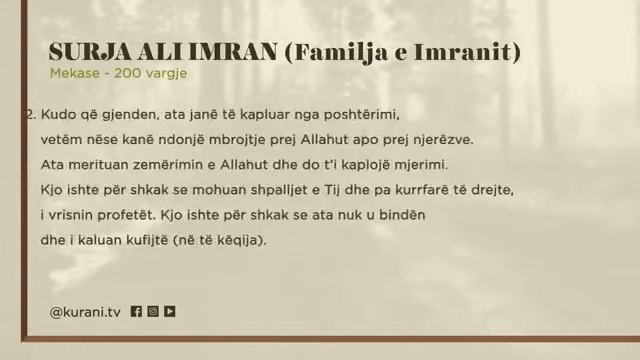 SURJA ALI IMRAN (Familja e Imranit)
Mekase - 200 vargje
2. Kudo që gjenden, ata janë të kapluar nga poshtërimi,
vetëm nëse kanë ndonjë mbrojtje prej Allahut apo prej njerëzve.
Ata merituan zemërimin e Allahut dhe do t'i kaplojë mjerimi.
Kjo ishte për shkak se mohuan shpalljet e Tij dhe pa kurrfarë të drejte,
i vrisnin profetët. Kjo ishte për shkak se ata nuk u bindën
dhe i kaluan kufijtë (në të këqija).
@kurani.tv